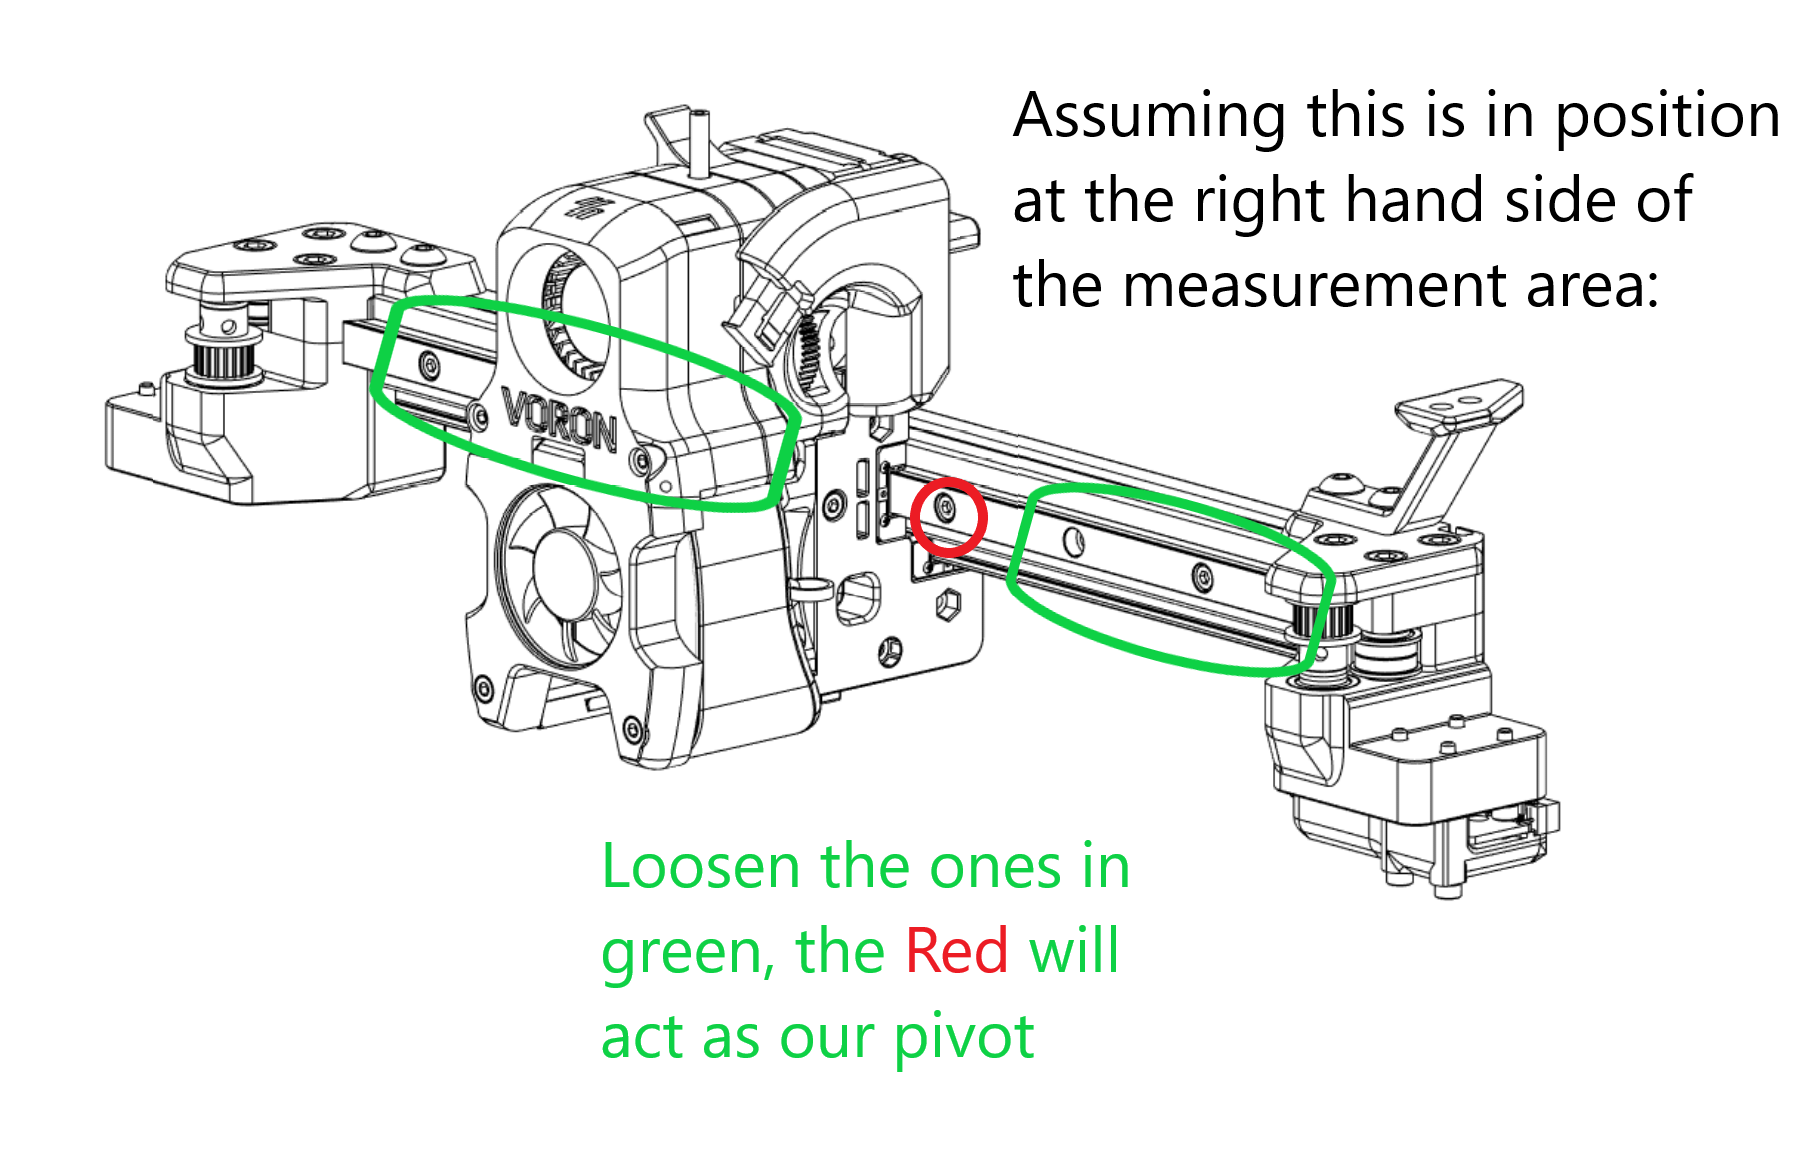 Assuming this is in position
at the right hand side of
the measurement area:
VORON
Loosen the ones in
green, the Red will
act as our pivot